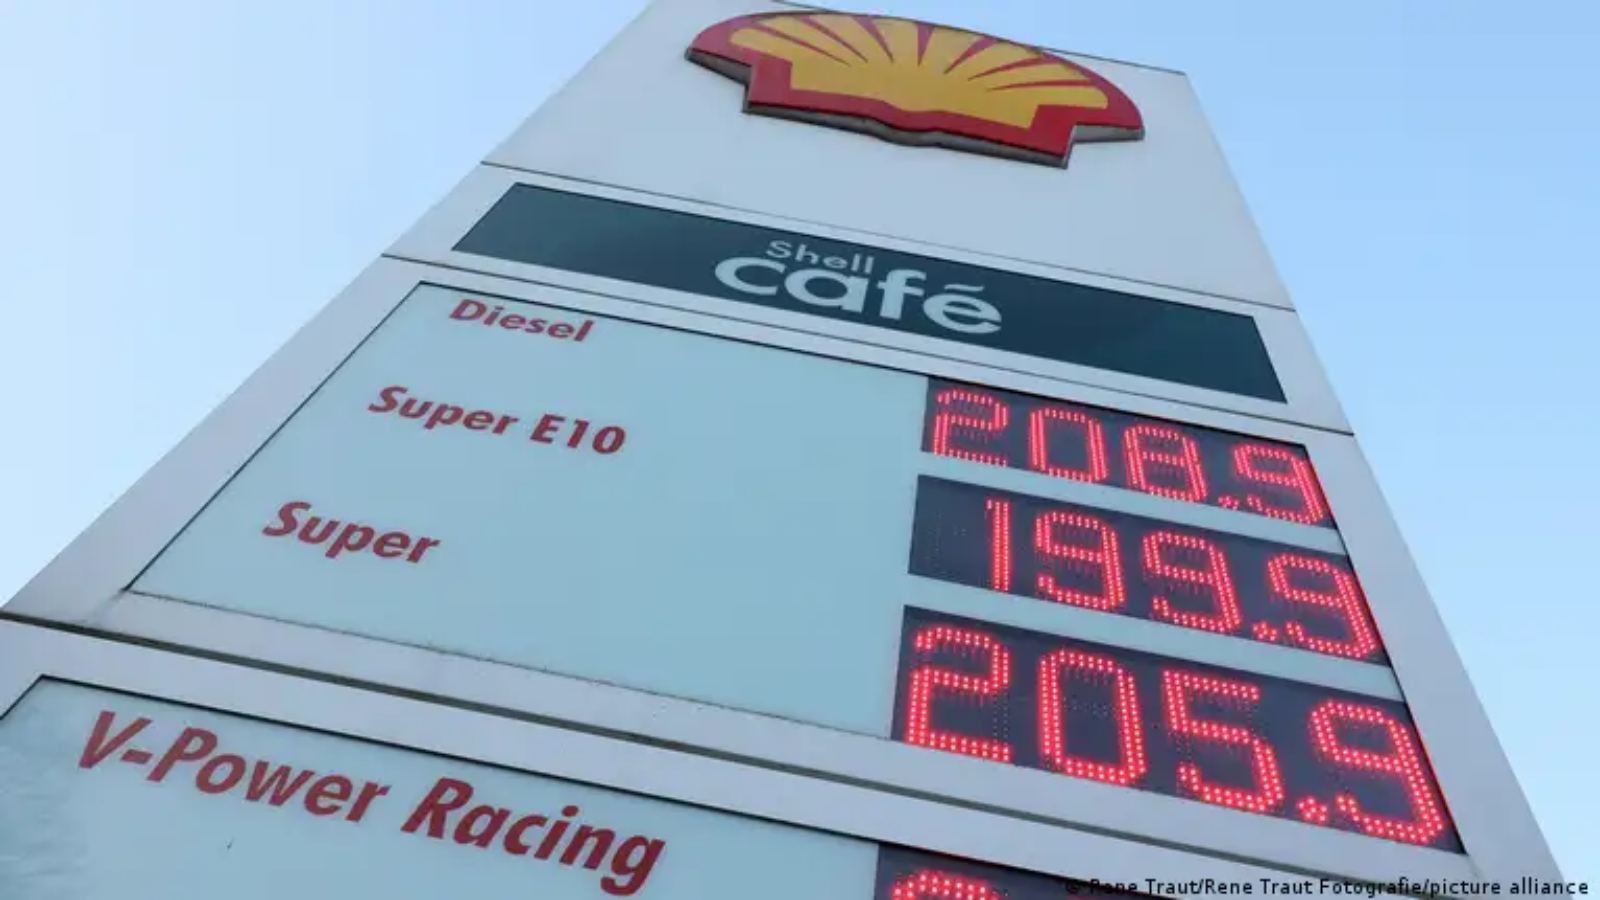 Shell
café
Diesel 208.9
Super E10 199.9
Super 205.9
V-Power Racing
Rene Traut/Rene Traut Fotografie/picture alliance